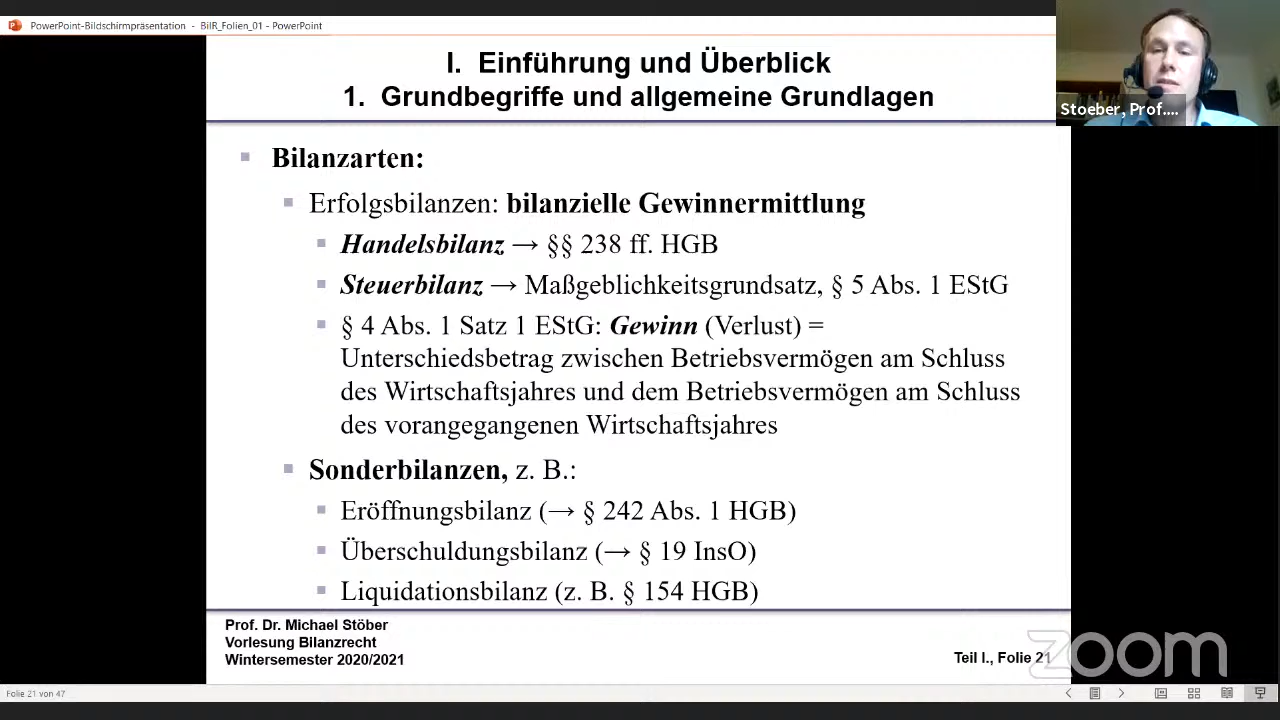 PowerPoint-Bildschirmpräsentation - BilR_Folien_01 - PowerPoint
Stoeber, Prof....
I. Einführung und Überblick
1. Grundbegriffe und allgemeine Grundlagen
Bilanzarten:
Erfolgsbilanzen: bilanzielle Gewinnermittlung
Handelsbilanz → §§ 238 ff. HGB
Steuerbilanz → Maßgeblichkeitsgrundsatz, § 5 Abs. 1 EStG
§ 4 Abs. 1 Satz 1 EStG: Gewinn (Verlust) =
Unterschiedsbetrag zwischen Betriebsvermögen am Schluss
des Wirtschaftsjahres und dem Betriebsvermögen am Schluss
des vorangegangenen Wirtschaftsjahres
Sonderbilanzen, z. B.:
Eröffnungsbilanz (→ § 242 Abs. 1 HGB)
Überschuldungsbilanz (→ § 19 InsO)
Liquidationsbilanz (z. B. § 154 HGB)
Prof. Dr. Michael Stöber
Vorlesung Bilanzrecht
Wintersemester 2020/2021
Teil I., Folie 21
zoom
Folie 21 von 47